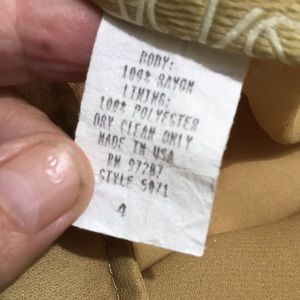 BODY:
100% RAYON
LINING:
100% POLYESTER
DRY CLEAN ONLY
MADE IN USA
RN 97287
STYLE 5971
4